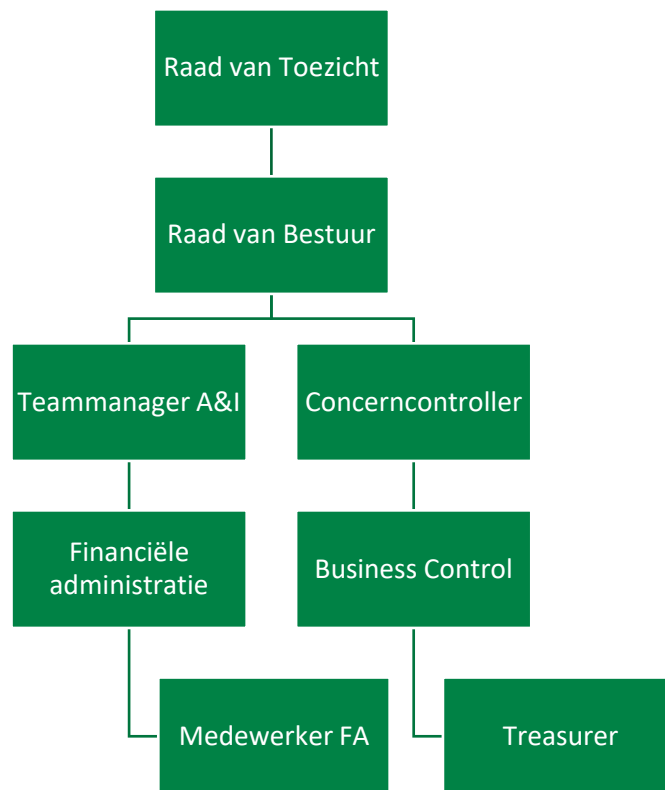 Raad van Toezicht
Raad van Bestuur
Teammanager A&I
Concerncontroller
Financiële
administratie
Business Control
Medewerker FA
Treasurer